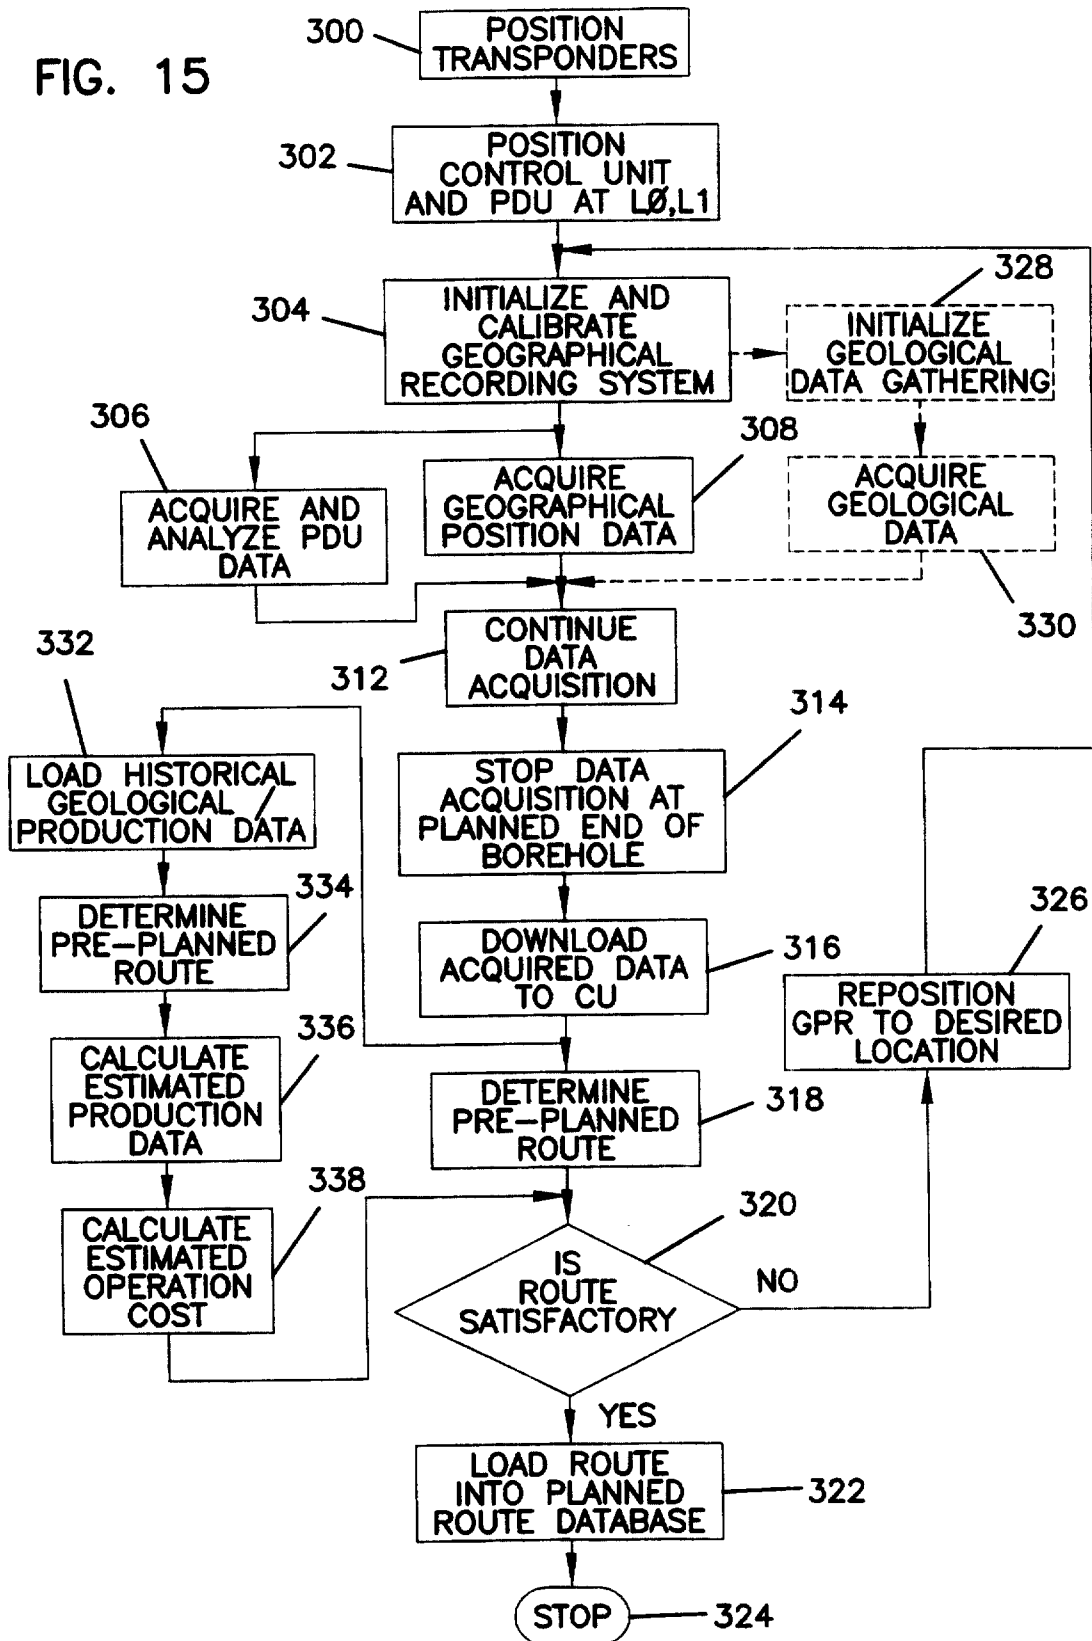 FIG. 15
300
POSITION
TRANSPONDERS
302
POSITION
CONTROL UNIT
AND PDU AT LØ,L1
304
INITIALIZE AND
CALIBRATE
GEOGRAPHICAL
RECORDING SYSTEM
328
INITIALIZE
GEOLOGICAL
DATA GATHERING
306
ACQUIRE AND
ANALYZE PDU
DATA
308
ACQUIRE
GEOGRAPHICAL
POSITION DATA
ACQUIRE
GEOLOGICAL
DATA
330
312
CONTINUE
DATA
ACQUISITION
332
LOAD HISTORICAL
GEOLOGICAL
PRODUCTION DATA
314
STOP DATA
ACQUISITION AT
PLANNED END OF
BOREHOLE
334
DETERMINE
PRE-PLANNED
ROUTE
DOWNLOAD
ACQUIRED DATA
TO CU
316
326
REPOSITION
GPR TO DESIRED
LOCATION
336
CALCULATE
ESTIMATED
PRODUCTION
DATA
DETERMINE
PRE-PLANNED
ROUTE
318
338
CALCULATE
ESTIMATED
OPERATION
COST
320
IS
ROUTE
SATISFACTORY
NO
YES
LOAD ROUTE
INTO PLANNED
ROUTE DATABASE
322
STOP
324